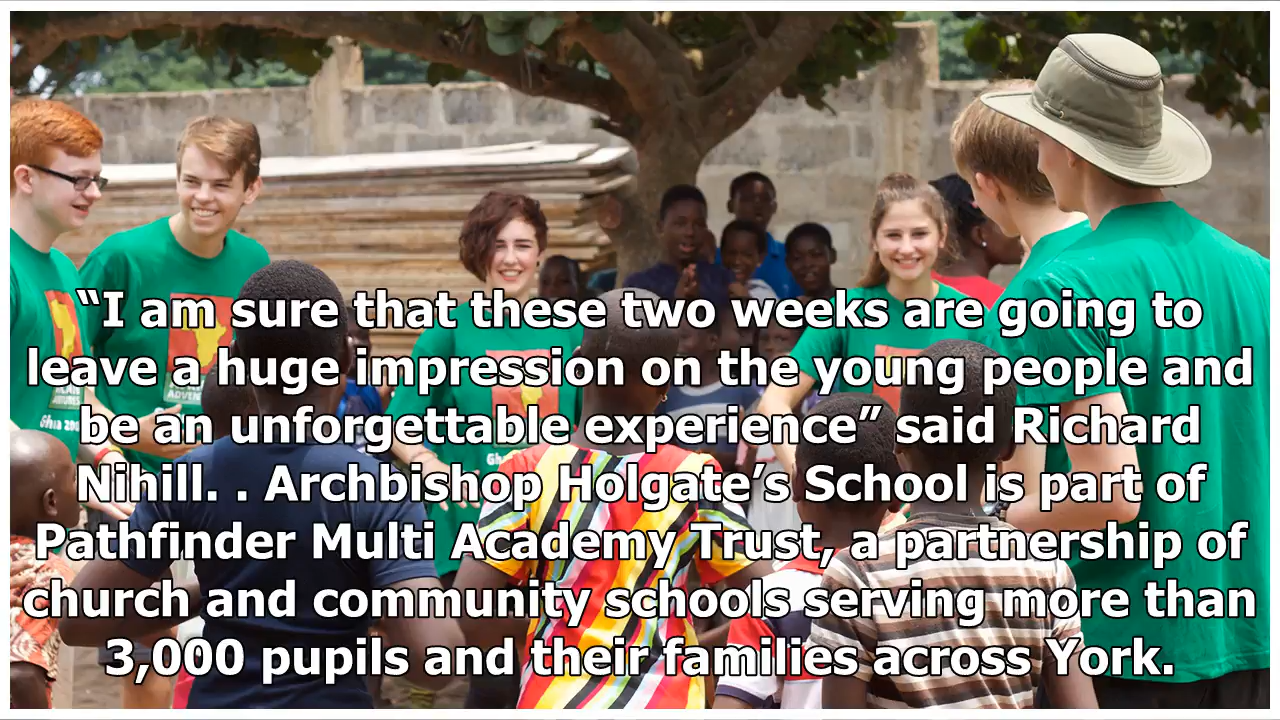 “I am sure that these two weeks are going to
leave a huge impression on the young people and
be an unforgettable experience” said Richard
Nihill. . Archbishop Holgate’s School is part of
Pathfinder Multi Academy Trust, a partnership of
church and community schools serving more than
3,000 pupils and their families across York.